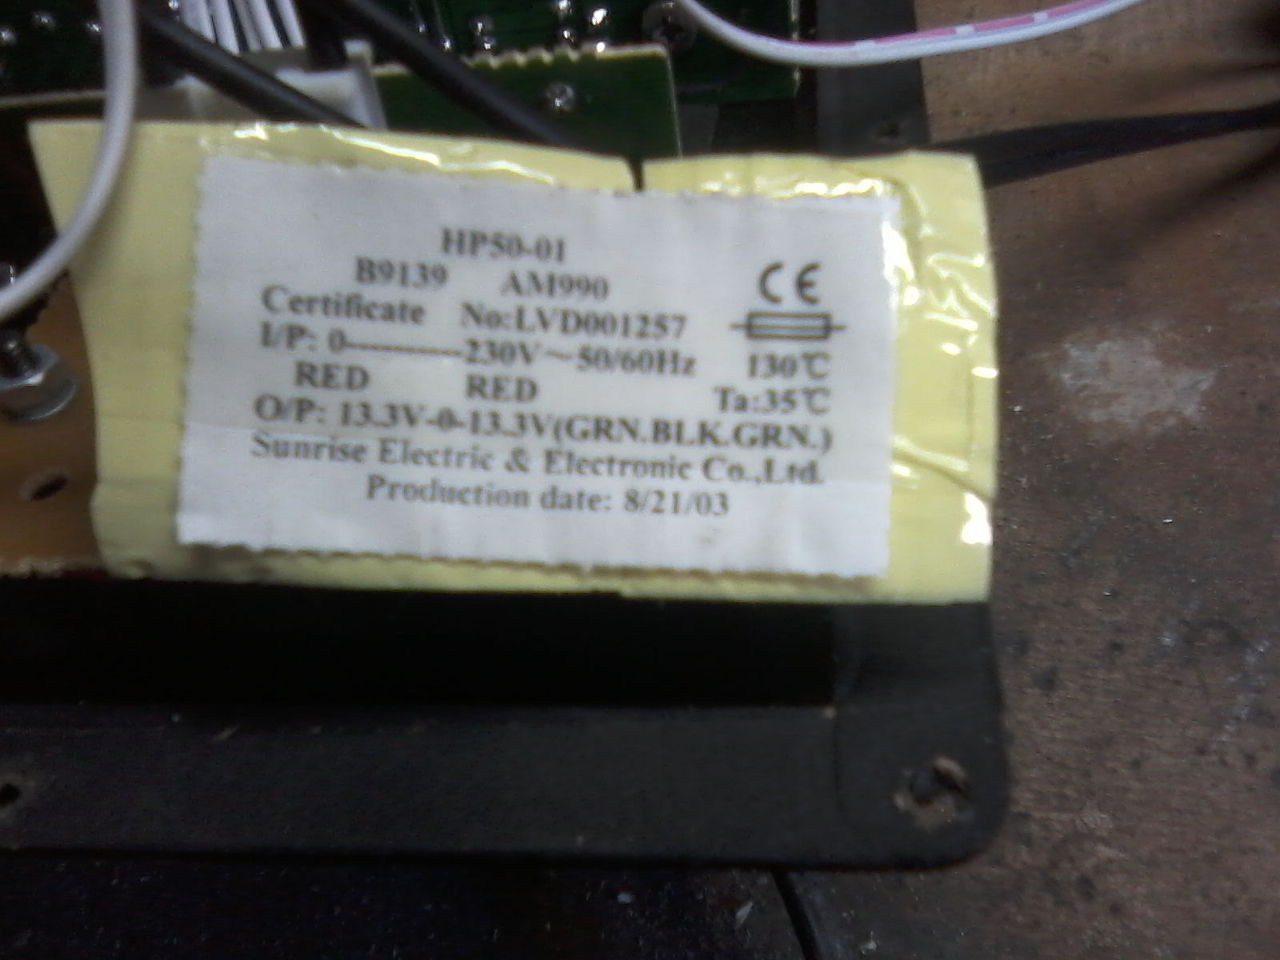 HP50-01
B9139 AM990
CE
Certificate No:LVD001257
I/P: 0----------230V~50/60Hz 130℃
RED RED Ta:35℃
O/P: 13.3V-0-13.3V(GRN.BLK.GRN.)
Sunrise Electric & Electronic Co.,Ltd.
Production date: 8/21/03